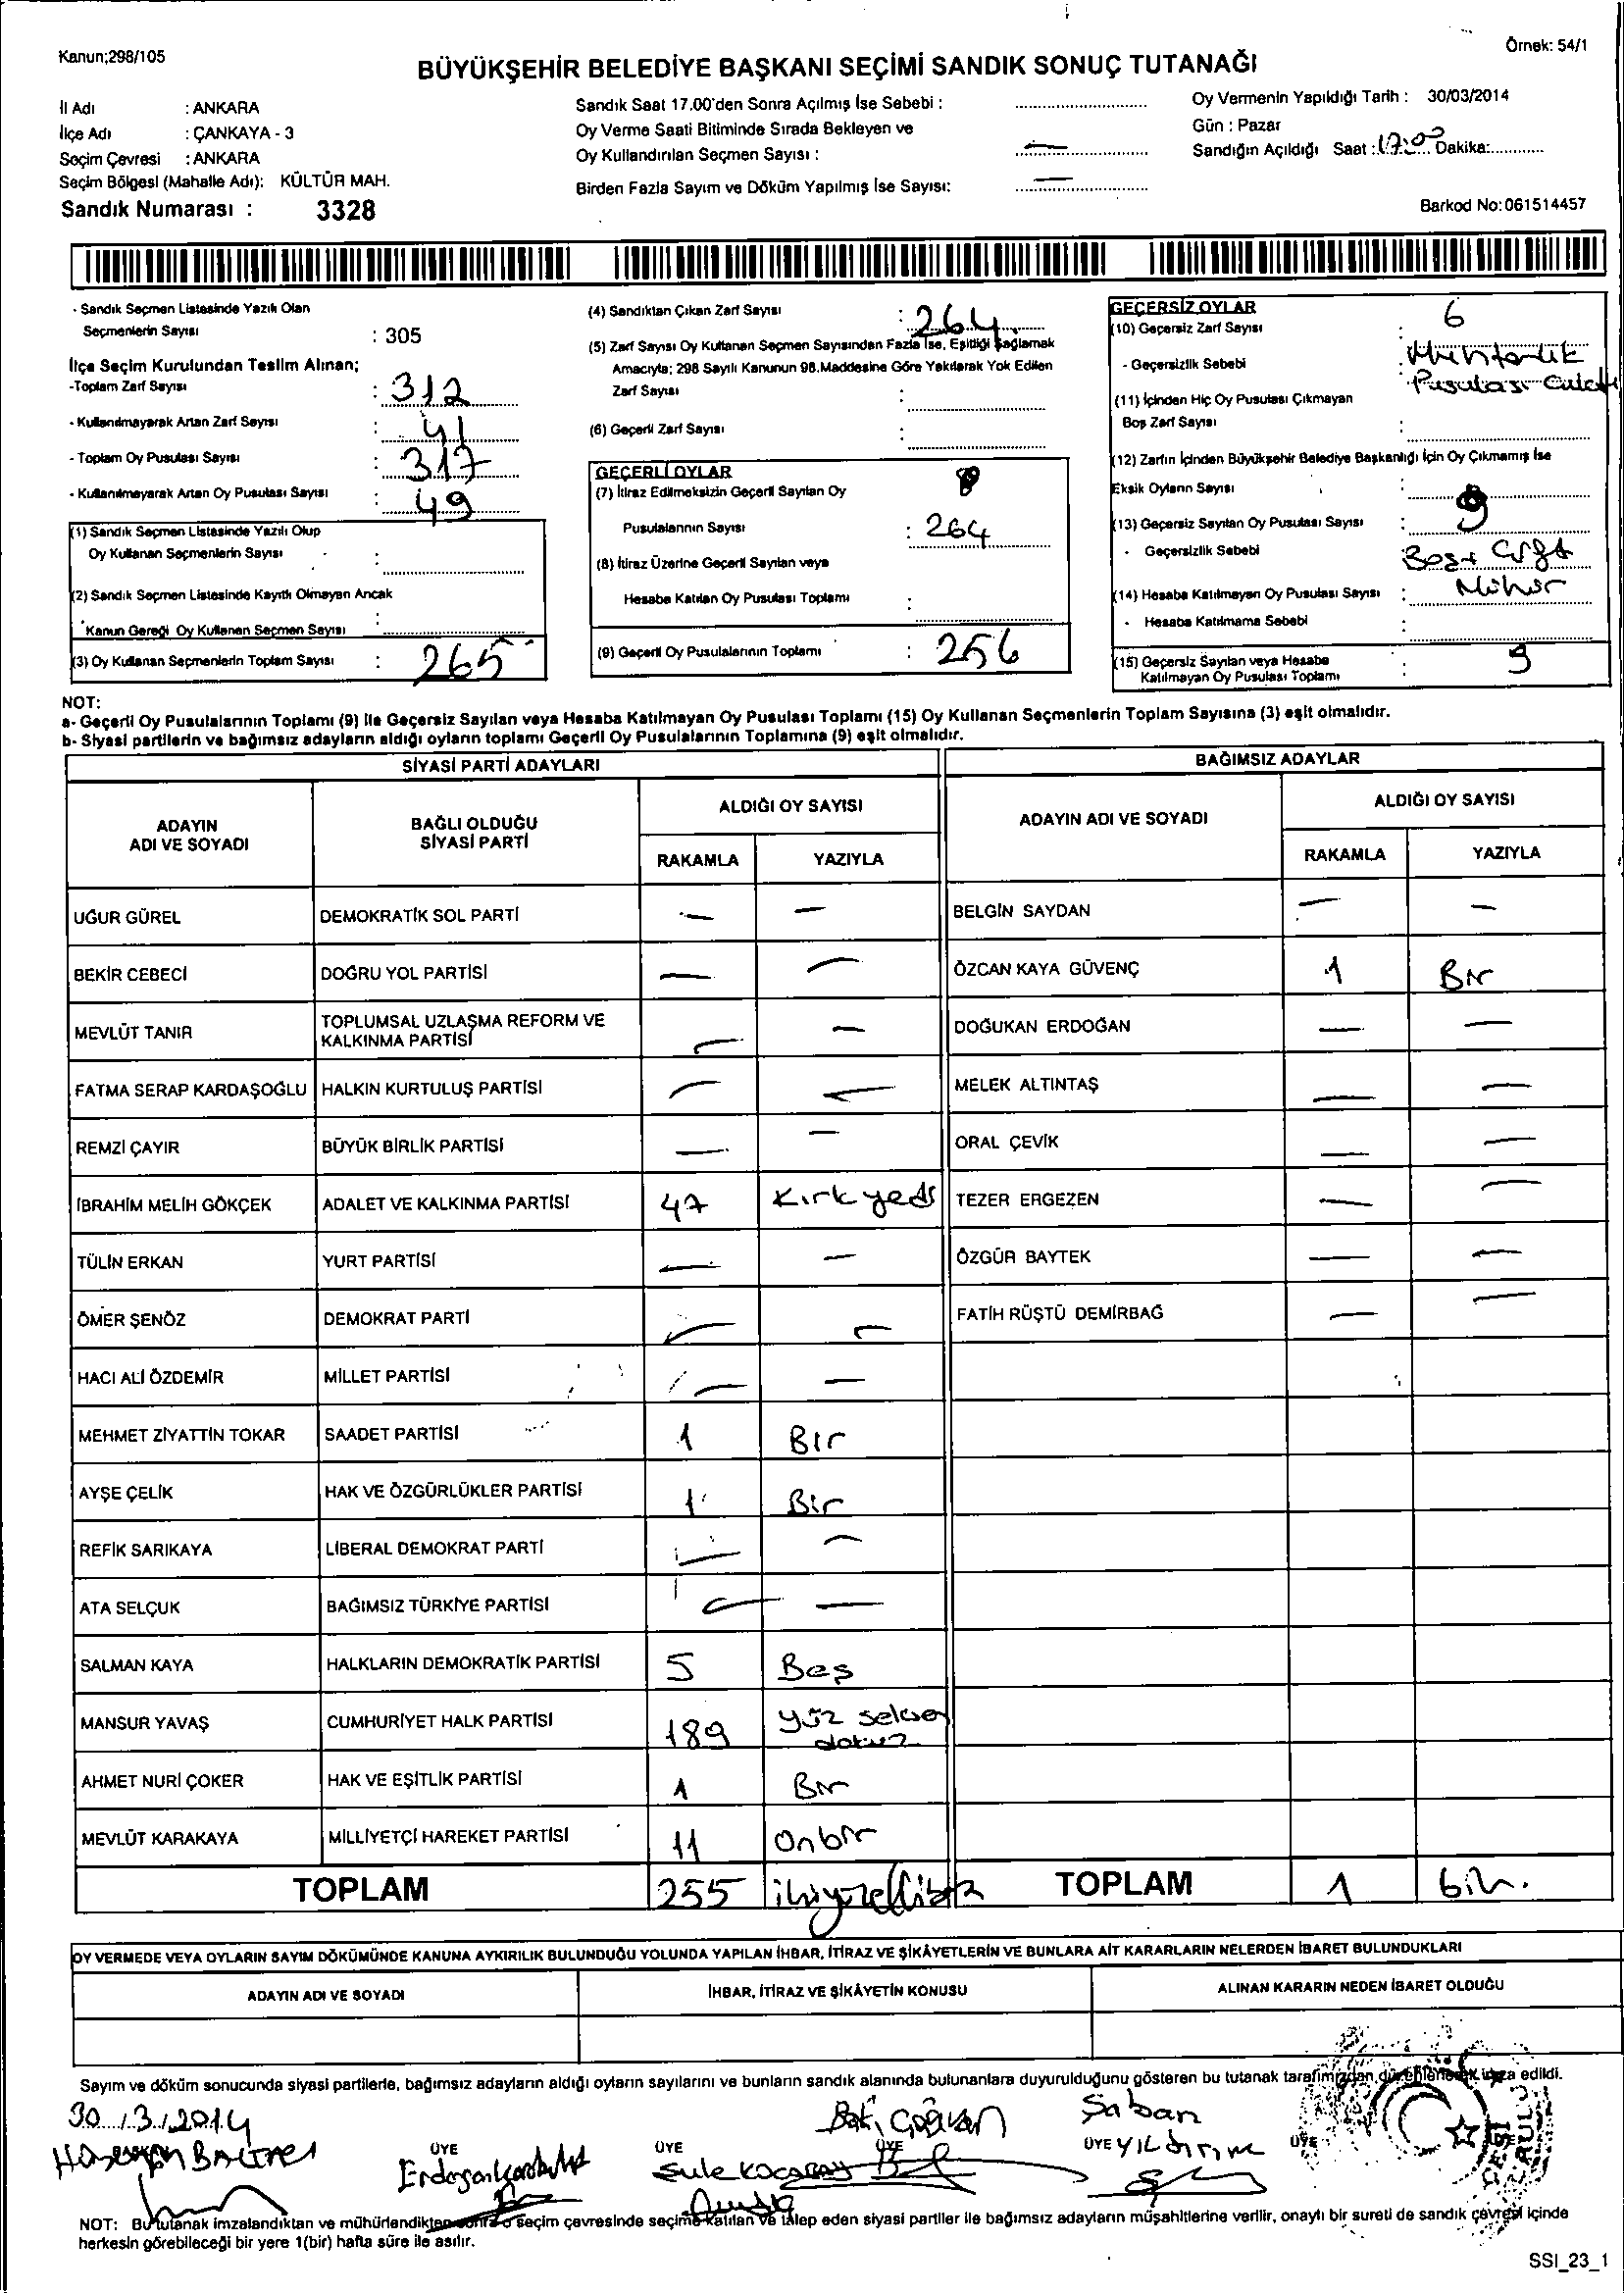 Kanun;298/105
Örnek: 54/1
BÜYÜKŞEHİR BELEDİYE BAŞKANI SEÇİMİ SANDIK SONUÇ TUTANAĞI
İl Adı : ANKARA
İlçe Adı : ÇANKAYA - 3
Seçim Çevresi : ANKARA
Seçim Bölgesi (Mahalle Adı): KÜLTÜR MAH.
Sandık Numarası : 3328
Sandık Saat 17.00'den Sonra Açılmış İse Sebebi :
Oy Verme Saati Bitiminde Sırada Bekleyen ve
Oy Kullandırılan Seçmen Sayısı : —
Birden Fazla Sayım ve Döküm Yapılmış İse Sayısı: —
Oy Vermenin Yapıldığı Tarih : 30/03/2014
Gün : Pazar
Sandığın Açıldığı Saat : 17:00 Dakika:
Barkod No:061514457
- Sandık Seçmen Listesinde Yazılı Olan
Seçmenlerin Sayısı : 305
İlçe Seçim Kurulundan Teslim Alınan;
-Toplam Zarf Sayısı : 312
- Kullanılmayarak Artan Zarf Sayısı : 41
- Toplam Oy Pusulası Sayısı : 317
- Kullanılmayarak Artan Oy Pusulası Sayısı : 49
(1) Sandık Seçmen Listesinde Yazılı Olup
Oy Kullanan Seçmenlerin Sayısı :
(2) Sandık Seçmen Listesinde Kayıtlı Olmayan Ancak
Kanun Gereği Oy Kullanan Seçmen Sayısı :
(3) Oy Kullanan Seçmenlerin Toplam Sayısı : 265
(4) Sandıktan Çıkan Zarf Sayısı : 264
(5) Zarf Sayısı Oy Kullanan Seçmen Sayısından Fazla İse, Eşitliği Sağlamak
Amacıyla; 298 Sayılı Kanunun 98.Maddesine Göre Yakılarak Yok Edilen
Zarf Sayısı :
(6) Geçerli Zarf Sayısı :
GEÇERLİ OYLAR
(7) İtiraz Edilmeksizin Geçerli Sayılan Oy
Pusulalarının Sayısı : 264
(8) İtiraz Üzerine Geçerli Sayılan veya
Hesaba Katılan Oy Pusulası Toplamı :
(9) Geçerli Oy Pusulalarının Toplamı : 256
GEÇERSİZ OYLAR
(10) Geçersiz Zarf Sayısı : 6
- Geçersizlik Sebebi : Muhtarlık
Pusulası
(11) İçinden Hiç Oy Pusulası Çıkmayan
Boş Zarf Sayısı :
(12) Zarfın İçinden Büyükşehir Belediye Başkanlığı İçin Oy Çıkmamış İse
Eksik Oyların Sayısı :
(13) Geçersiz Sayılan Oy Pusulası Sayısı : 9
- Geçersizlik Sebebi Boş + Çift
Mühür
(14) Hesaba Katılmayan Oy Pusulası Sayısı :
- Hesaba Katılmama Sebebi :
(15) Geçersiz Sayılan veya Hesaba
Katılmayan Oy Pusulası Toplamı : 9
NOT:
a- Geçerli Oy Pusulalarının Toplamı (9) ile Geçersiz Sayılan veya Hesaba Katılmayan Oy Pusulası Toplamı (15) Oy Kullanan Seçmenlerin Toplam Sayısına (3) eşit olmalıdır.
b- Siyasi partilerin ve bağımsız adayların aldığı oyların toplamı Geçerli Oy Pusulalarının Toplamına (9) eşit olmalıdır.
SİYASİ PARTİ ADAYLARI
ADAYIN
ADI VE SOYADI
BAĞLI OLDUĞU
SİYASİ PARTİ
ALDIĞI OY SAYISI
RAKAMLA YAZIYLA
UĞUR GÜREL DEMOKRATİK SOL PARTİ — —
BEKİR CEBECİ DOĞRU YOL PARTİSİ — —
MEVLÜT TANIR TOPLUMSAL UZLAŞMA REFORM VE
KALKINMA PARTİSİ — —
FATMA SERAP KARDAŞOĞLU HALKIN KURTULUŞ PARTİSİ — —
REMZİ ÇAYIR BÜYÜK BİRLİK PARTİSİ — —
İBRAHİM MELİH GÖKÇEK ADALET VE KALKINMA PARTİSİ 47 Kırk yedi
TÜLİN ERKAN YURT PARTİSİ — —
ÖMER ŞENÖZ DEMOKRAT PARTİ — —
HACI ALİ ÖZDEMİR MİLLET PARTİSİ — —
MEHMET ZİYATTİN TOKAR SAADET PARTİSİ 1 Bir
AYŞE ÇELİK HAK VE ÖZGÜRLÜKLER PARTİSİ 1 Bir
REFİK SARIKAYA LİBERAL DEMOKRAT PARTİ — —
ATA SELÇUK BAĞIMSIZ TÜRKİYE PARTİSİ — —
SALMAN KAYA HALKLARIN DEMOKRATİK PARTİSİ 5 Beş
MANSUR YAVAŞ CUMHURİYET HALK PARTİSİ 189 yüz seksen
dokuz
AHMET NURİ ÇOKER HAK VE EŞİTLİK PARTİSİ 1 Bir
MEVLÜT KARAKAYA MİLLİYETÇİ HAREKET PARTİSİ 11 Onbir
TOPLAM 255 ikiyüzellibeş
BAĞIMSIZ ADAYLAR
ADAYIN ADI VE SOYADI
ALDIĞI OY SAYISI
RAKAMLA YAZIYLA
BELGİN SAYDAN — —
ÖZCAN KAYA GÜVENÇ 1 Bir
DOĞUKAN ERDOĞAN — —
MELEK ALTINTAŞ — —
ORAL ÇEVİK — —
TEZER ERGEZEN — —
ÖZGÜR BAYTEK — —
FATİH RÜŞTÜ DEMİRBAĞ — —
TOPLAM 1 bir.
OY VERMEDE VEYA OYLARIN SAYIM DÖKÜMÜNDE KANUNA AYKIRILIK BULUNDUĞU YOLUNDA YAPILAN İHBAR, İTİRAZ VE ŞİKÂYETLERİN VE BUNLARA AİT KARARLARIN NELERDEN İBARET BULUNDUKLARI
ADAYIN ADI VE SOYADI İHBAR, İTİRAZ VE ŞİKÂYETİN KONUSU ALINAN KARARIN NEDEN İBARET OLDUĞU
Sayım ve döküm sonucunda siyasi partilerle, bağımsız adayların aldığı oyların sayılarını ve bunların sandık alanında bulunanlara duyurulduğunu gösteren bu tutanak tarafımızdan düzenlenerek imza edildi.
30/3/2014
BAŞKAN ÜYE ÜYE ÜYE ÜYE ÜYE
Şaban
Yıldırım
Şule Kocabay
NOT: Bu tutanak imzalandıktan ve mühürlendikten sonra o seçim çevresinde seçime katılan ve talep eden siyasi partiler ile bağımsız adayların müşahitlerine verilir, onaylı bir sureti de sandık çevresi içinde
herkesin görebileceği bir yere 1(bir) hafta süre ile asılır.
SSI_23_1